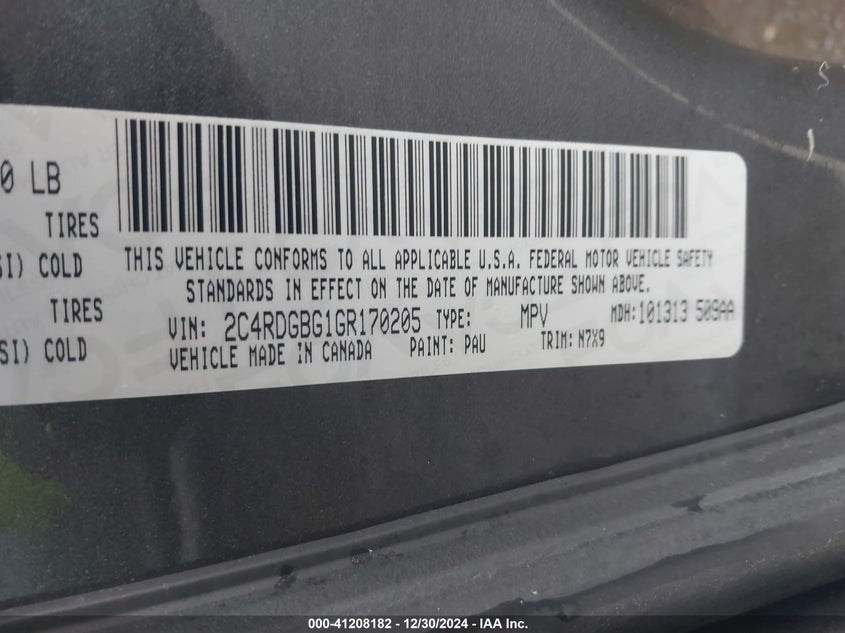 0 LB
TIRES
SI) COLD
TIRES
SI) COLD
THIS VEHICLE CONFORMS TO ALL APPLICABLE U.S.A. FEDERAL MOTOR VEHICLE SAFETY
STANDARDS IN EFFECT ON THE DATE OF MANUFACTURE SHOWN ABOVE.
VIN: 2C4RDGBG1GR170205 TYPE: MPV MDH:101313 509AA
VEHICLE MADE IN CANADA PAINT: PAU TRIM: N7X9
000-41208182 - 12/30/2024 - IAA Inc.